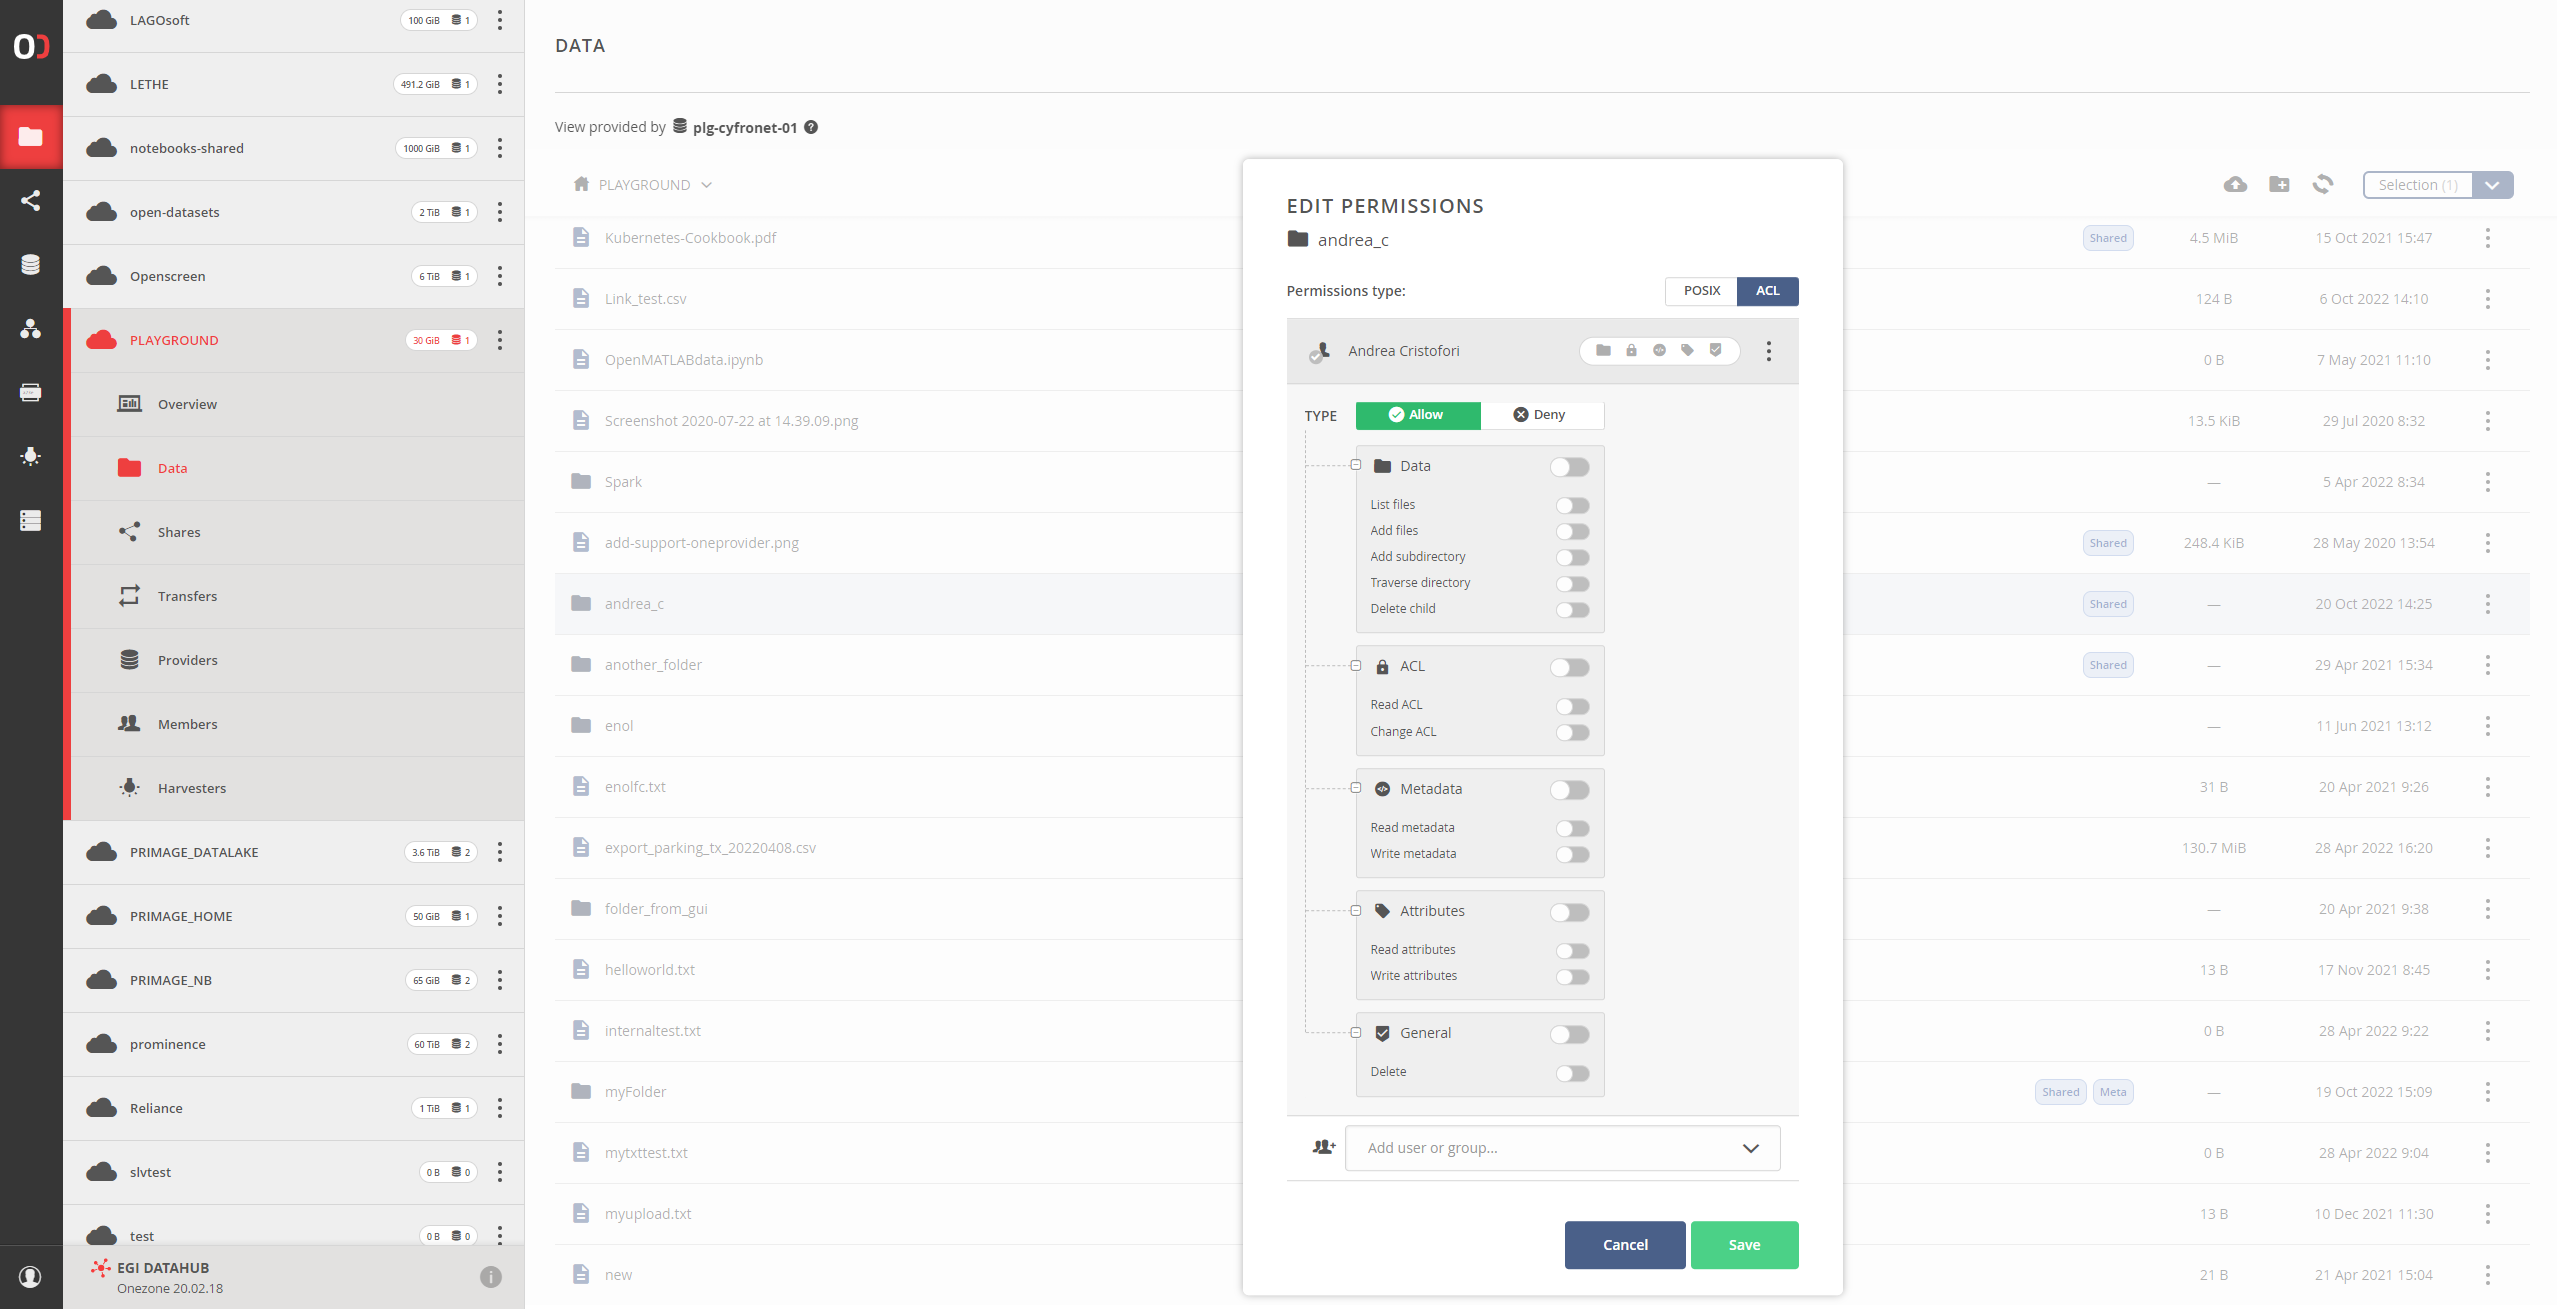 LAGOsoft 100 GiB 1
LETHE 491.2 GiB 1
notebooks-shared 1000 GiB 1
open-datasets 2 TiB 1
Openscreen 6 TiB 1
PLAYGROUND 30 GiB 1
Overview
Data
Shares
Transfers
Providers
Members
Harvesters
PRIMAGE_DATALAKE 3.6 TiB 2
PRIMAGE_HOME 50 GiB 1
PRIMAGE_NB 65 GiB 2
prominence 60 TiB 2
Reliance 1 TiB 1
slvtest 0 B 0
test 0 B 0
EGI DATAHUB
Onezone 20.02.18
DATA
View provided by plg-cyfronet-01
PLAYGROUND
Selection (1)
Kubernetes-Cookbook.pdf Shared 4.5 MiB 15 Oct 2021 15:47
Link_test.csv 124 B 6 Oct 2022 14:10
OpenMATLABdata.ipynb 0 B 7 May 2021 11:10
Screenshot 2020-07-22 at 14.39.09.png 13.5 KiB 29 Jul 2020 8:32
Spark — 5 Apr 2022 8:34
add-support-oneprovider.png Shared 248.4 KiB 28 May 2020 13:54
andrea_c Shared — 20 Oct 2022 14:25
another_folder Shared — 29 Apr 2021 15:34
enol — 11 Jun 2021 13:12
enolfc.txt 31 B 20 Apr 2021 9:26
export_parking_tx_20220408.csv 130.7 MiB 28 Apr 2022 16:20
folder_from_gui — 20 Apr 2021 9:38
helloworld.txt 13 B 17 Nov 2021 8:45
internaltest.txt 0 B 28 Apr 2022 9:22
myFolder Shared Meta — 19 Oct 2022 15:09
mytxttest.txt 0 B 28 Apr 2022 9:04
myupload.txt 13 B 10 Dec 2021 11:30
new 21 B 21 Apr 2021 15:04
EDIT PERMISSIONS
andrea_c
Permissions type: POSIX ACL
Andrea Cristofori
TYPE Allow Deny
Data
List files
Add files
Add subdirectory
Traverse directory
Delete child
ACL
Read ACL
Change ACL
Metadata
Read metadata
Write metadata
Attributes
Read attributes
Write attributes
General
Delete
Add user or group...
Cancel Save